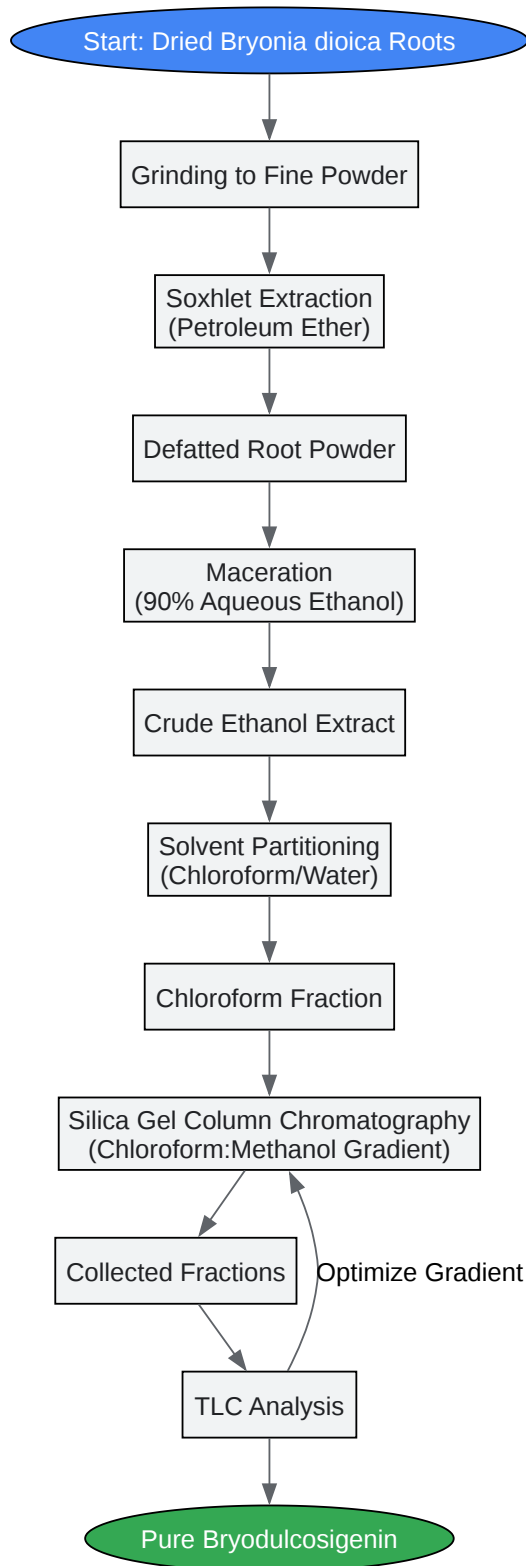 Start: Dried Bryonia dioica Roots
Grinding to Fine Powder
Soxhlet Extraction
(Petroleum Ether)
Defatted Root Powder
Maceration
(90% Aqueous Ethanol)
Crude Ethanol Extract
Solvent Partitioning
(Chloroform/Water)
Chloroform Fraction
Silica Gel Column Chromatography
(Chloroform:Methanol Gradient)
Collected Fractions
Optimize Gradient
TLC Analysis
Pure Bryodulcosigenin